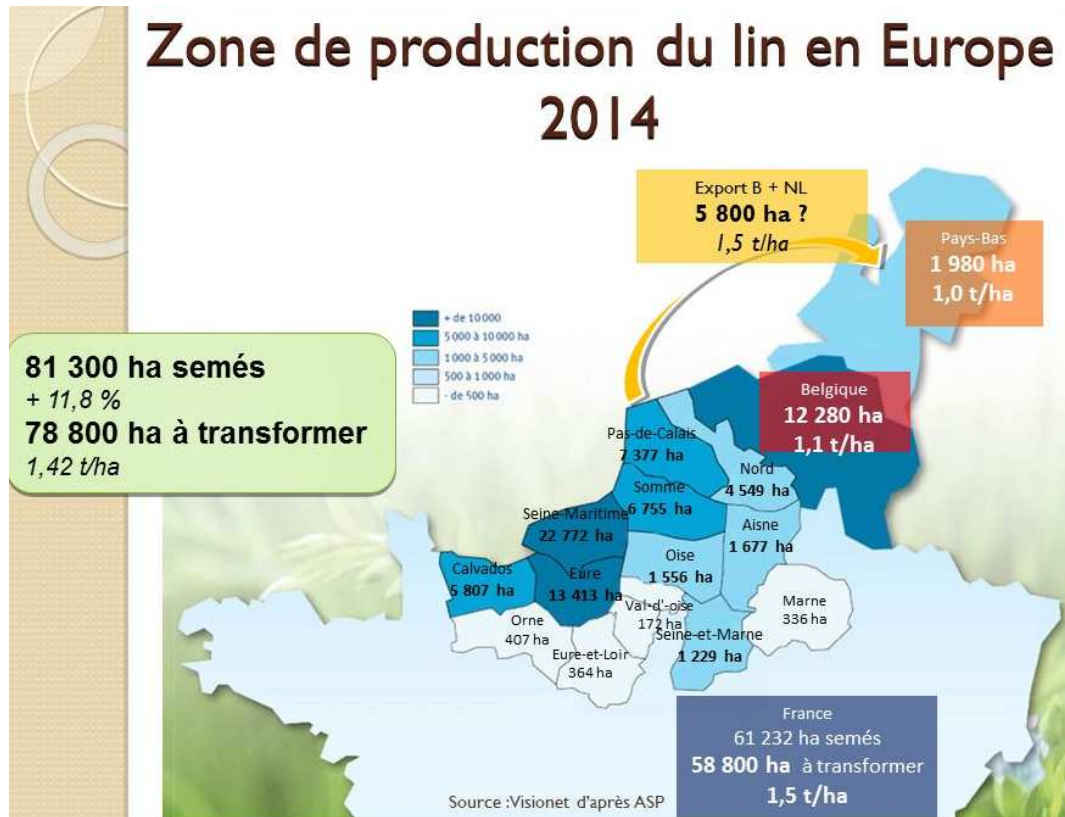 Zone de production du lin en Europe
2014
Export B + NL
5 800 ha ?
1,5 t/ha
Pays-Bas
1 980 ha
1,0 t/ha
+ de 10 000
5 000 à 10 000 ha
1 000 à 5 000 ha
500 à 1 000 ha
- de 500 ha
81 300 ha semés
+ 11,8 %
78 800 ha à transformer
1,42 t/ha
Belgique
12 280 ha
1,1 t/ha
Pas-de-Calais
7 377 ha
Nord
4 549 ha
Somme
6 755 ha
Seine-Maritime
22 772 ha
Aisne
1 677 ha
Oise
1 556 ha
Calvados
5 807 ha
Eure
13 413 ha
Val-d'-oise
172 ha
Marne
336 ha
Orne
407 ha
Seine-et-Marne
1 229 ha
Eure-et-Loir
364 ha
France
61 232 ha semés
58 800 ha à transformer
1,5 t/ha
Source :Visionet d'après ASP